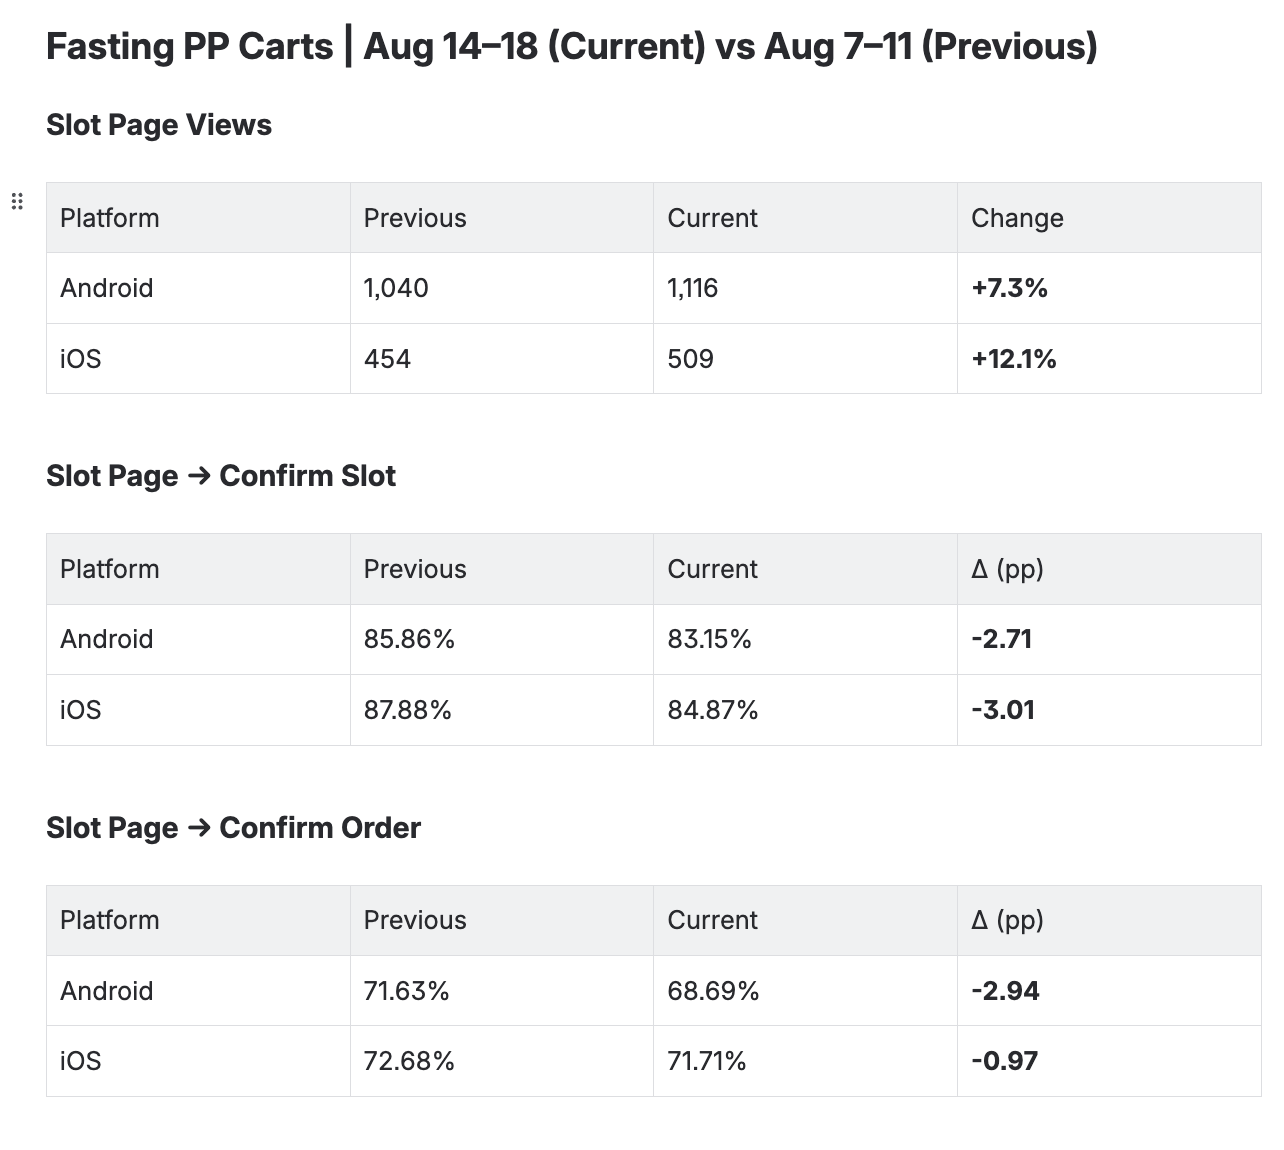 Fasting PP Carts | Aug 14–18 (Current) vs Aug 7–11 (Previous)
Slot Page Views
Platform Previous Current Change
Android 1,040 1,116 +7.3%
iOS 454 509 +12.1%
Slot Page → Confirm Slot
Platform Previous Current Δ (pp)
Android 85.86% 83.15% -2.71
iOS 87.88% 84.87% -3.01
Slot Page → Confirm Order
Platform Previous Current Δ (pp)
Android 71.63% 68.69% -2.94
iOS 72.68% 71.71% -0.97